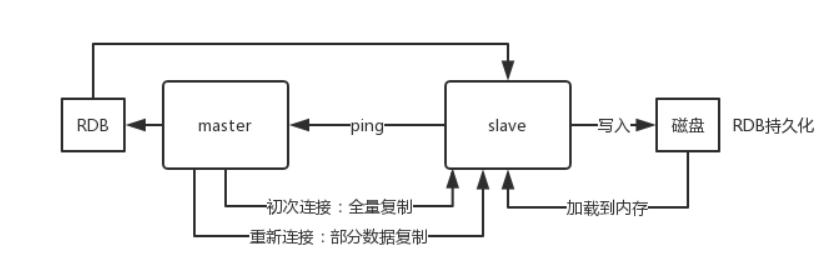 RDB
master
ping
slave
写入
磁盘
RDB持久化
初次连接：全量复制
加载到内存
重新连接：部分数据复制